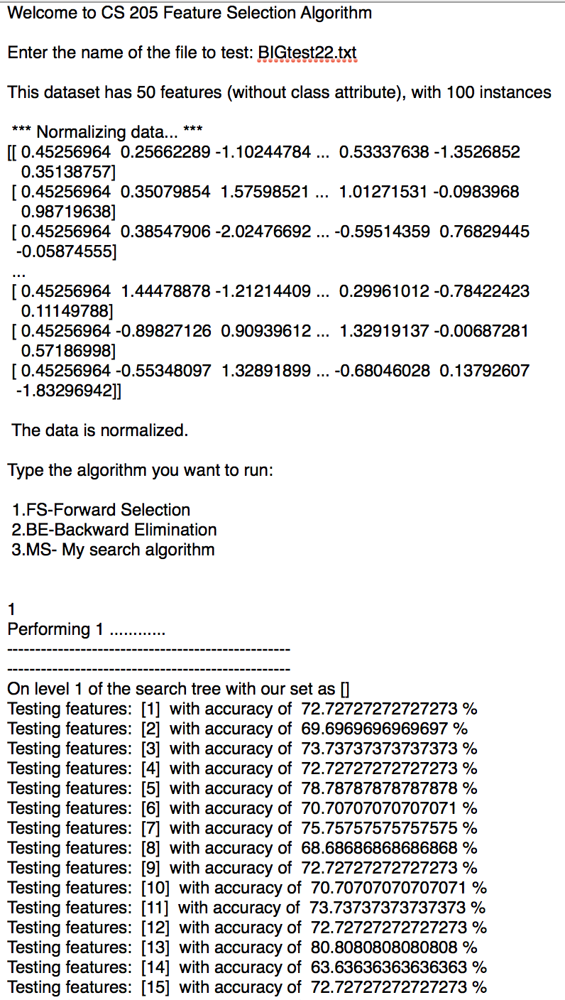 Welcome to CS 205 Feature Selection Algorithm
Enter the name of the file to test: BIGtest22.txt
This dataset has 50 features (without class attribute), with 100 instances
*** Normalizing data... ***
[[ 0.45256964 0.25662289 -1.10244784 ... 0.53337638 -1.3526852
0.35138757]
[ 0.45256964 0.35079854 1.57598521 ... 1.01271531 -0.0983968
0.98719638]
[ 0.45256964 0.38547906 -2.02476692 ... -0.59514359 0.76829445
-0.05874555]
...
[ 0.45256964 1.44478878 -1.21214409 ... 0.29961012 -0.78422423
0.11149788]
[ 0.45256964 -0.89827126 0.90939612 ... 1.32919137 -0.00687281
0.57186998]
[ 0.45256964 -0.55348097 1.32891899 ... -0.68046028 0.13792607
-1.83296942]]
The data is normalized.
Type the algorithm you want to run:
1.FS-Forward Selection
2.BE-Backward Elimination
3.MS- My search algorithm
1
Performing 1 ............
---------------------------------------------------
---------------------------------------------------
On level 1 of the search tree with our set as []
Testing features: [1] with accuracy of 72.72727272727273 %
Testing features: [2] with accuracy of 69.6969696969697 %
Testing features: [3] with accuracy of 73.73737373737373 %
Testing features: [4] with accuracy of 72.72727272727273 %
Testing features: [5] with accuracy of 78.78787878787878 %
Testing features: [6] with accuracy of 70.70707070707071 %
Testing features: [7] with accuracy of 75.75757575757575 %
Testing features: [8] with accuracy of 68.68686868686868 %
Testing features: [9] with accuracy of 72.72727272727273 %
Testing features: [10] with accuracy of 70.70707070707071 %
Testing features: [11] with accuracy of 73.73737373737373 %
Testing features: [12] with accuracy of 72.72727272727273 %
Testing features: [13] with accuracy of 80.8080808080808 %
Testing features: [14] with accuracy of 63.63636363636363 %
Testing features: [15] with accuracy of 72.72727272727273 %